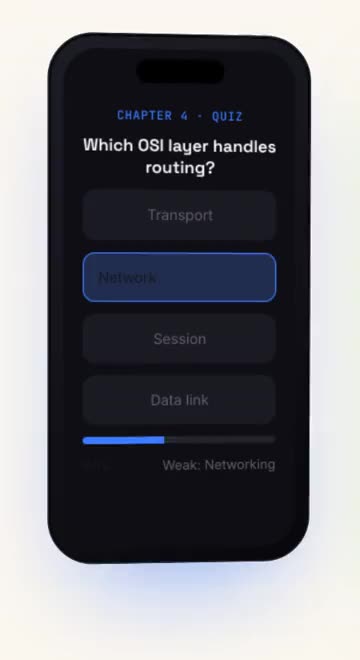 CHAPTER 4 · QUIZ
Which OSI layer handles
routing?
Transport
Network
Session
Data link
Weak: Networking